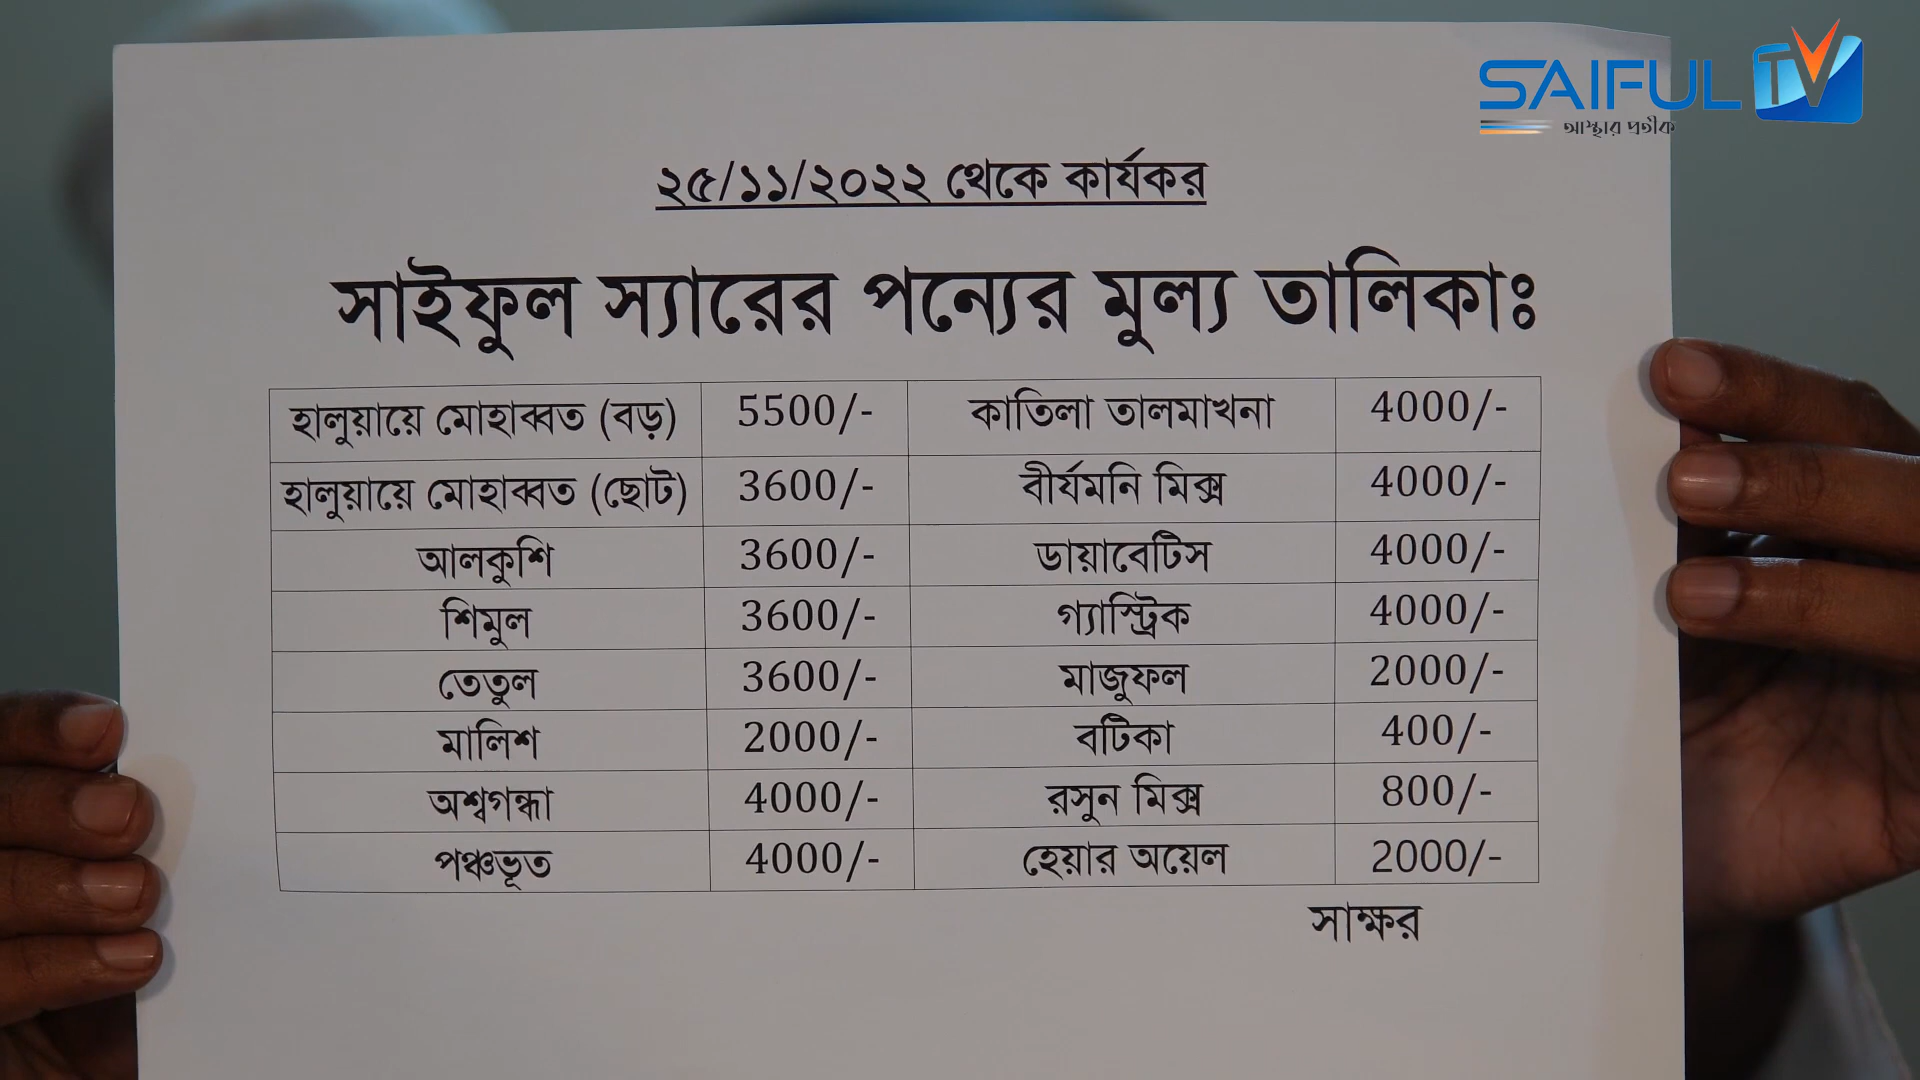 SAIFUL TV
আস্থার প্রতীক
২৫/১১/২০২২ থেকে কার্যকর
সাইফুল স্যারের পন্যের মুল্য তালিকাঃ
হালুয়ায়ে মোহাব্বত (বড়) 5500/- কাতিলা তালমাখনা 4000/-
হালুয়ায়ে মোহাব্বত (ছোট) 3600/- বীর্যমনি মিক্স 4000/-
আলকুশি 3600/- ডায়াবেটিস 4000/-
শিমুল 3600/- গ্যাস্ট্রিক 4000/-
তেতুল 3600/- মাজুফল 2000/-
মালিশ 2000/- বটিকা 400/-
অশ্বগন্ধা 4000/- রসুন মিক্স 800/-
পঞ্চভূত 4000/- হেয়ার অয়েল 2000/-
সাক্ষর